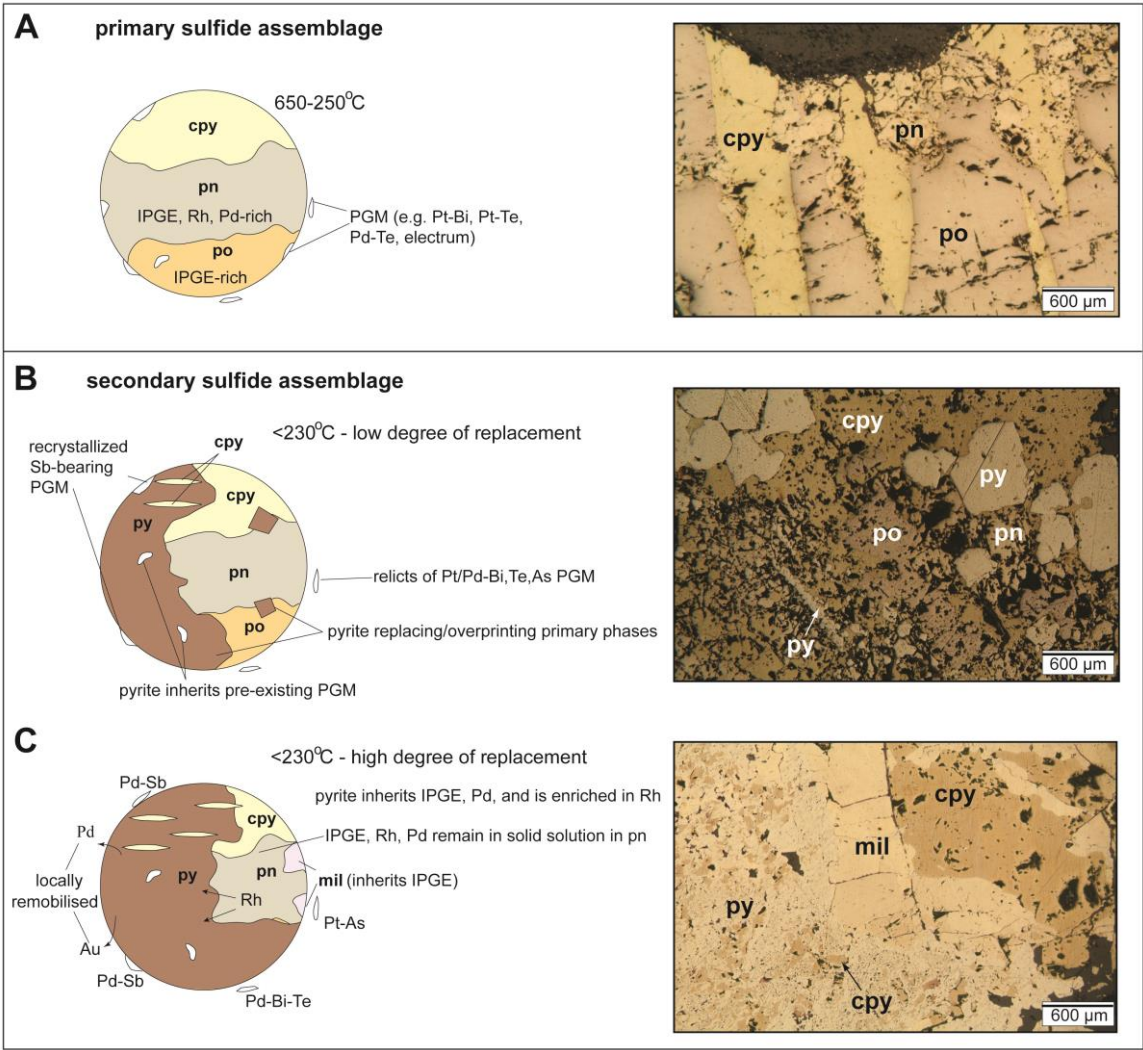 A primary sulfide assemblage
650-250°C
cpy
pn
IPGE, Rh, Pd-rich
po
IPGE-rich
PGM (e.g. Pt-Bi, Pt-Te,
Pd-Te, electrum)
cpy
pn
po
600 µm
B secondary sulfide assemblage
<230°C - low degree of replacement
recrystallized
Sb-bearing
PGM
cpy
cpy
py
pn
po
relicts of Pt/Pd-Bi,Te,As PGM
pyrite replacing/overprinting primary phases
pyrite inherits pre-existing PGM
cpy
py
po
pn
py
600 µm
C
<230°C - high degree of replacement
Pd-Sb
pyrite inherits IPGE, Pd, and is enriched in Rh
cpy
IPGE, Rh, Pd remain in solid solution in pn
Pd
pn
py
mil (inherits IPGE)
locally
remobilised
Rh
Pt-As
Au
Pd-Sb
Pd-Bi-Te
cpy
mil
py
cpy
600 µm